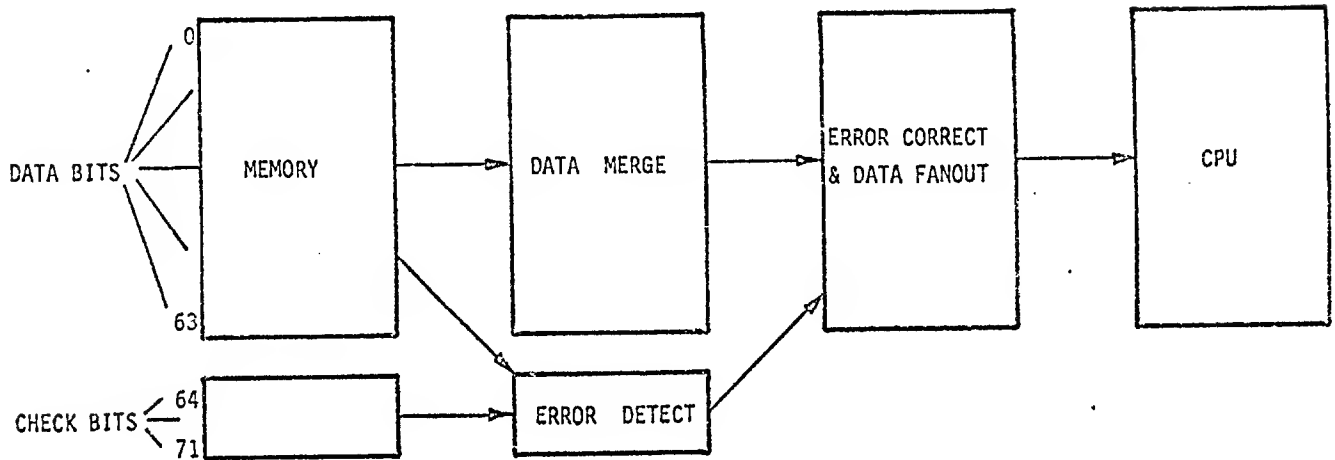 0
DATA BITS
MEMORY
DATA MERGE
ERROR CORRECT
& DATA FANOUT
CPU
63
CHECK BITS
64
71
ERROR DETECT